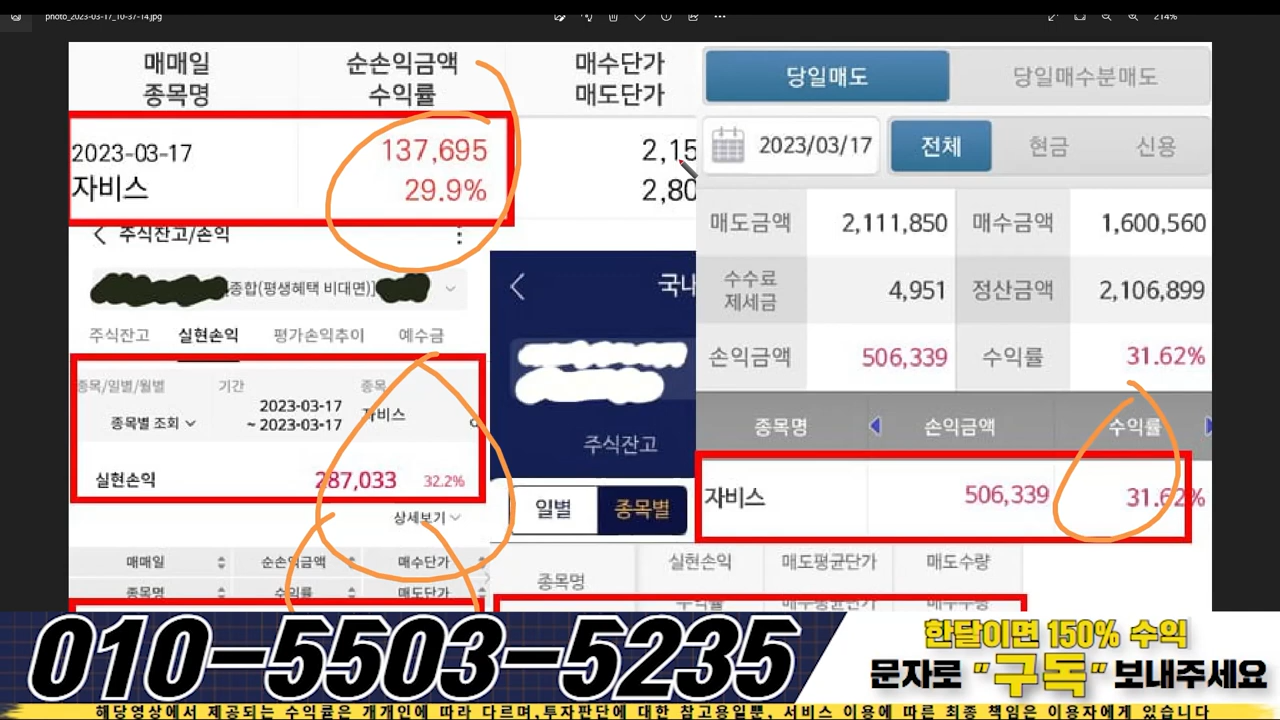 photo_2023-03-17_10-37-14.jpg
214%
매매일
종목명
순손익금액
수익률
매수단가
매도단가
2023-03-17
자비스
137,695
29.9%
2,15
2,80
주식잔고/손익
종합(평생혜택 비대면)]
주식잔고 실현손익 평가손익추이 예수금
종목/일별/월별 기간 종목
종목별 조회
2023-03-17
~ 2023-03-17
자비스
실현손익 287,033 32.2%
상세보기
매매일 순손익금액 매수단가
종목명 수익률 매도단가
국내
주식잔고
일별 종목별
종목명
실현손익 매도평균단가 매도수량
수익률 매수평균단가
당일매도 당일매수분매도
2023/03/17 전체 현금 신용
매도금액 2,111,850 매수금액 1,600,560
수수료
제세금
4,951 정산금액 2,106,899
손익금액 506,339 수익률 31.62%
종목명 손익금액 수익률
자비스 506,339 31.62%
010-5503-5235
한달이면 150% 수익
문자로 "구독" 보내주세요
해당영상에서 제공되는 수익률은 개개인에 따라 다르며,투자판단에 대한 참고용일뿐, 서비스 이용에 따른 최종 책임은 이용자에게 있습니다